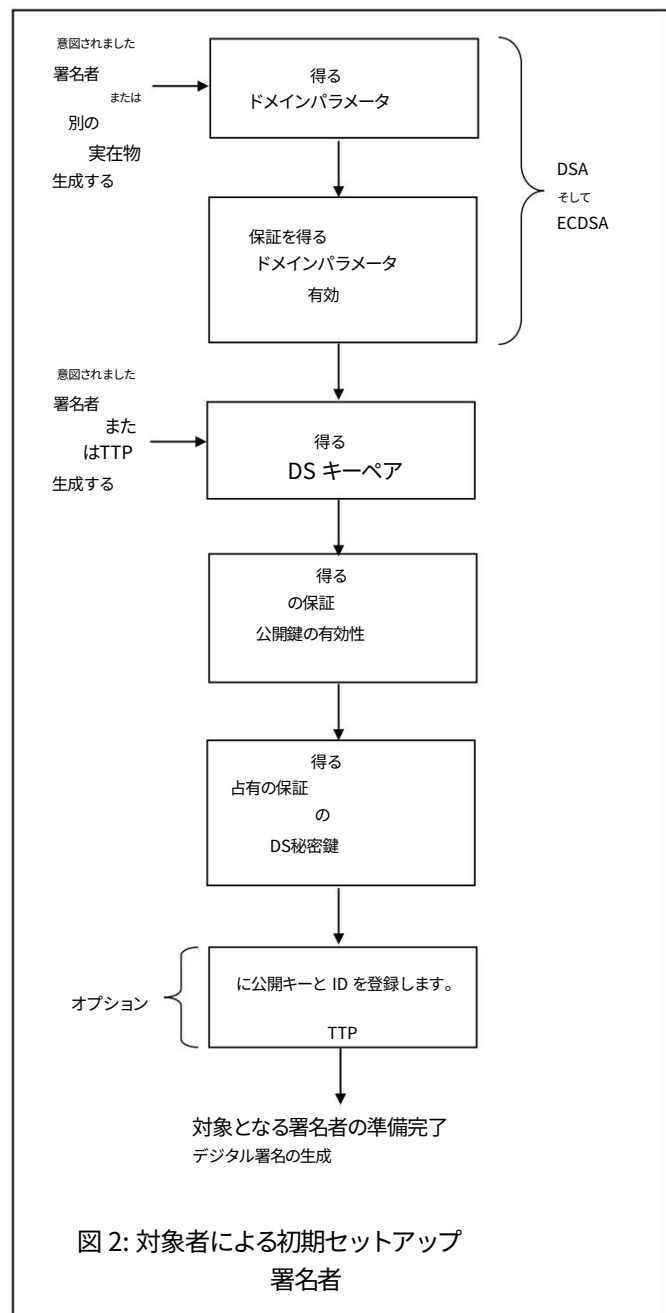 意図されました
署名者
または
別の
実在物
生成する
得る
ドメインパラメータ
DSA
そして
ECDSA
保証を得る
ドメインパラメータ
有効
意図されました
署名者
また
はTTP
生成する
得る
DS キーペア
得る
の保証
公開鍵の有効性
得る
占有の保証
の
DS秘密鍵
オプション
に公開キーと ID を登録します。
TTP
対象となる署名者の準備完了
デジタル署名の生成
図 2: 対象者による初期セットアップ
署名者